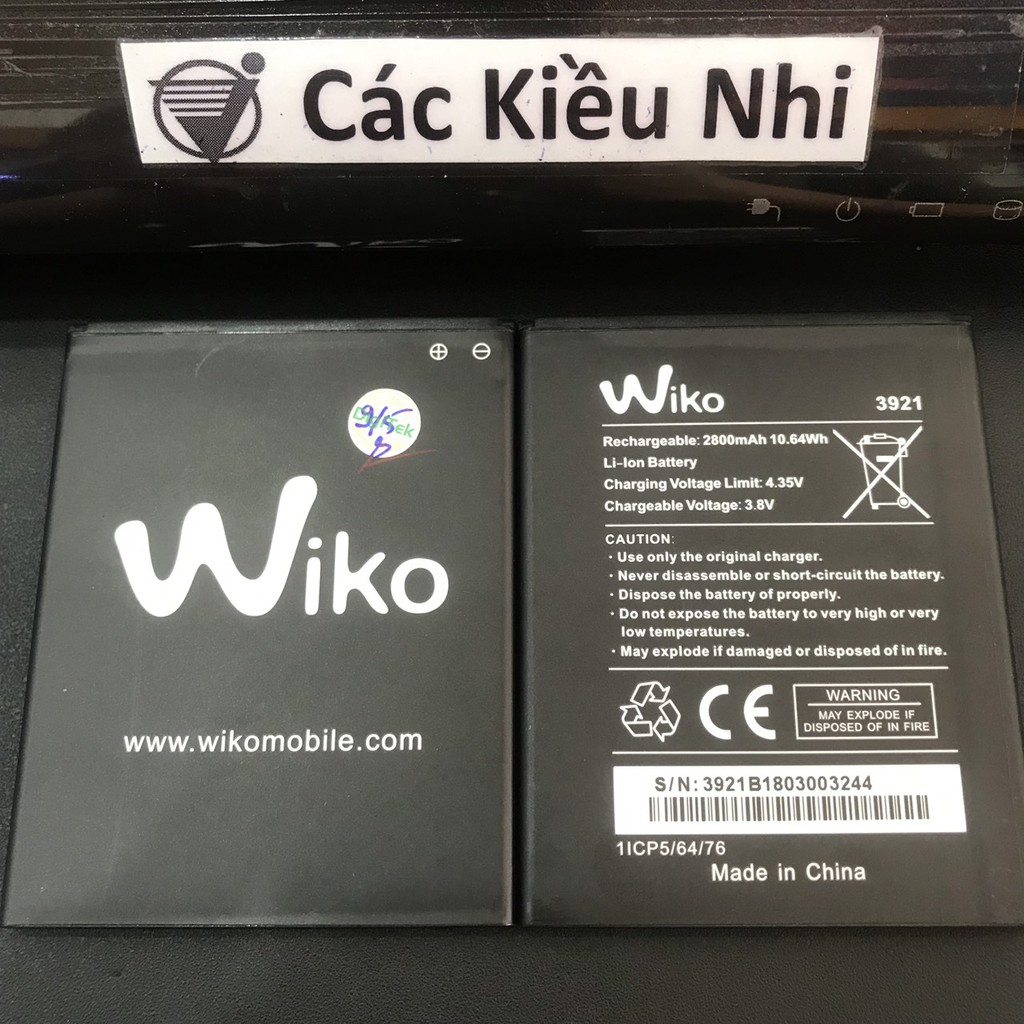 Các Kiều Nhi
DigiTek
9/5
Wiko
www.wikomobile.com
Wiko
3921
Rechargeable: 2800mAh 10.64Wh
Li-Ion Battery
Charging Voltage Limit: 4.35V
Chargeable Voltage: 3.8V
CAUTION:
· Use only the original charger.
· Never disassemble or short-circuit the battery.
· Dispose the battery of properly.
· Do not expose the battery to very high or very
low temperatures.
· May explode if damaged or disposed of in fire.
CE
WARNING
MAY EXPLODE IF
DISPOSED OF IN FIRE
S/N: 3921B1803003244
1ICP5/64/76
Made in China